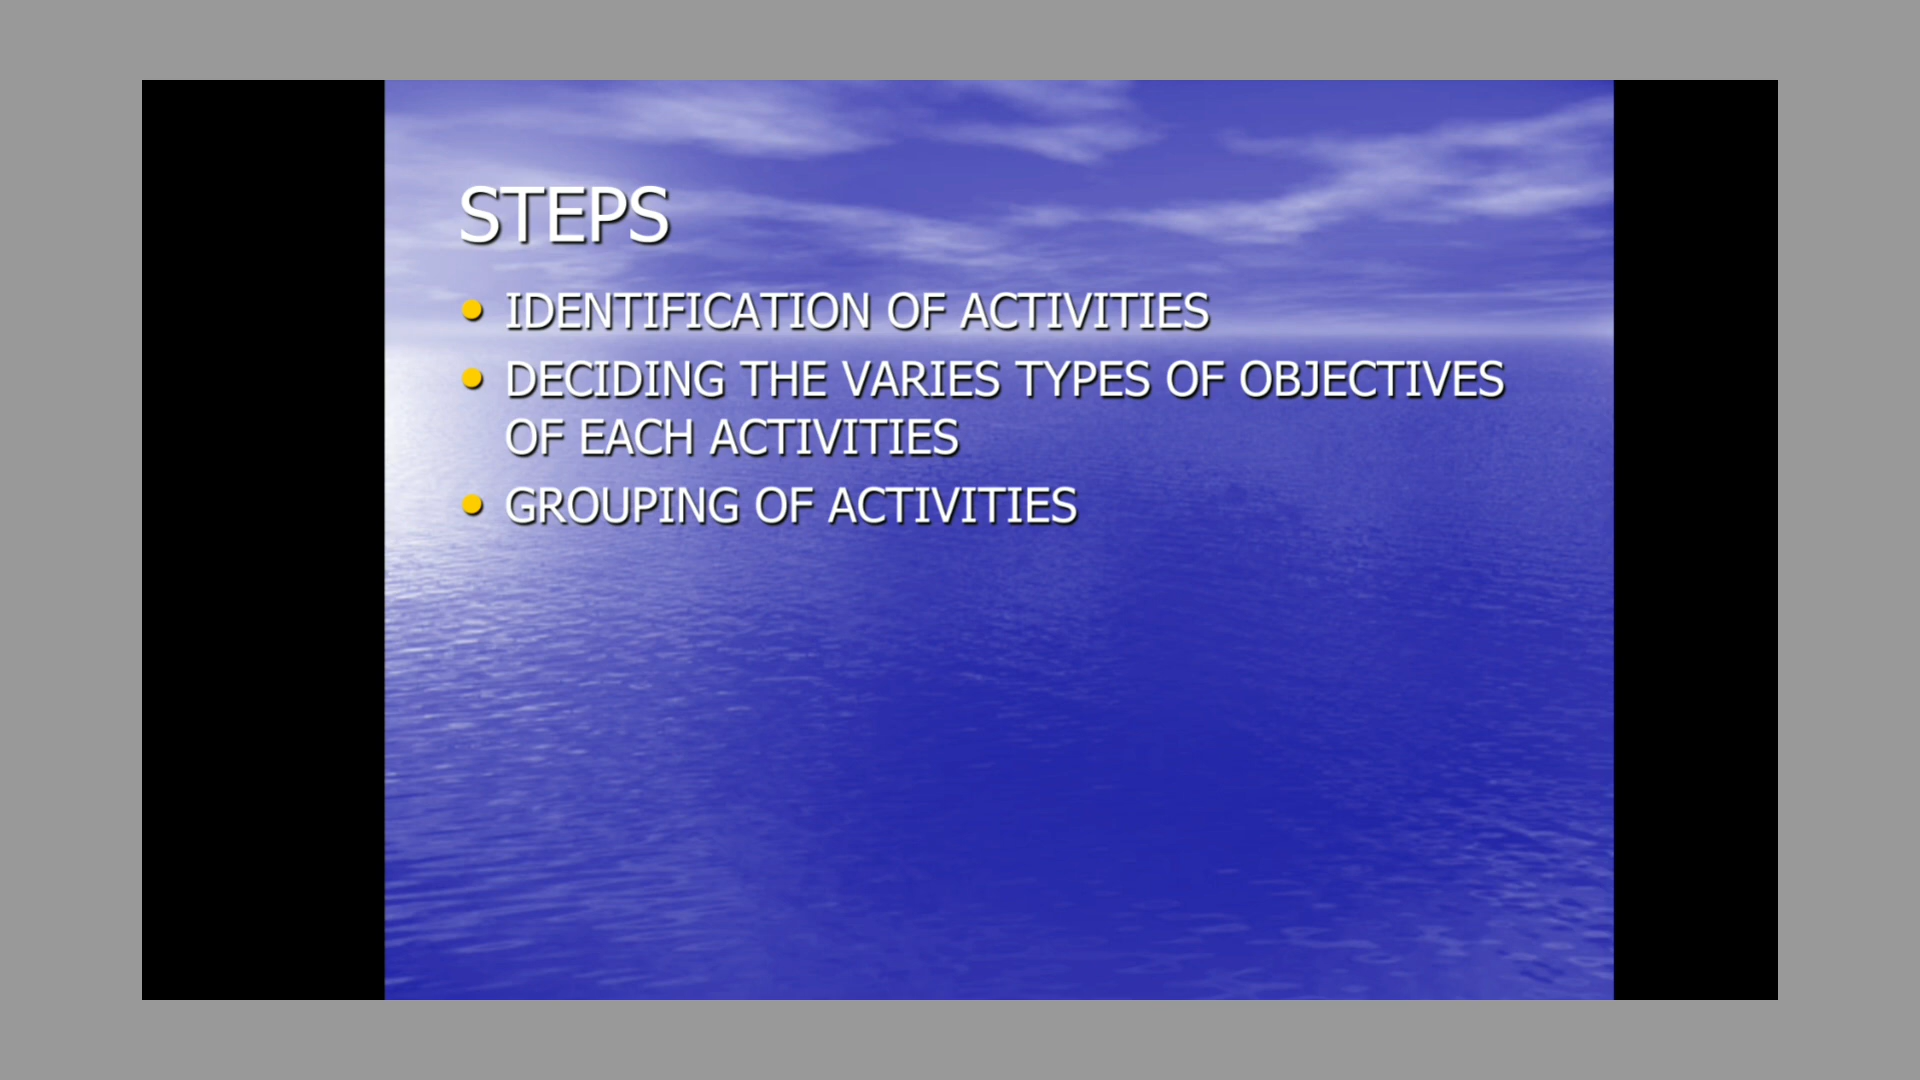 STEPS
• IDENTIFICATION OF ACTIVITIES
• DECIDING THE VARIES TYPES OF OBJECTIVES
OF EACH ACTIVITIES
• GROUPING OF ACTIVITIES